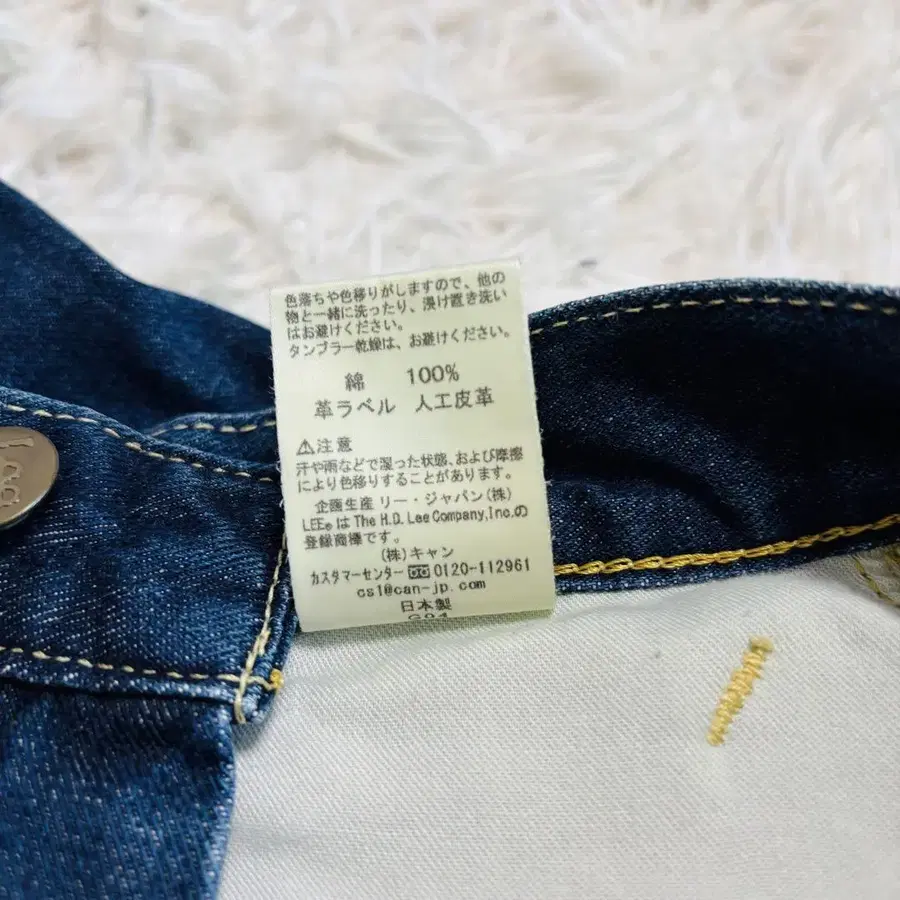 色落ちや色移りがしますので、他の
物と一緒に洗ったり、浸け置き洗い
はお避けください。
タンブラー乾燥は、お避けください。
綿 100%
革ラベル 人工皮革
⚠注意
汗や雨などで湿った状態、および摩擦
により色移りすることがあります。
企画生産 リー・ジャパン(株)
LEE®は The H.D. Lee Company, Inc.の
登録商標です。
(株)キャン
カスタマーセンター 0120-112961
cs1@can-jp.com
日本製
Lee